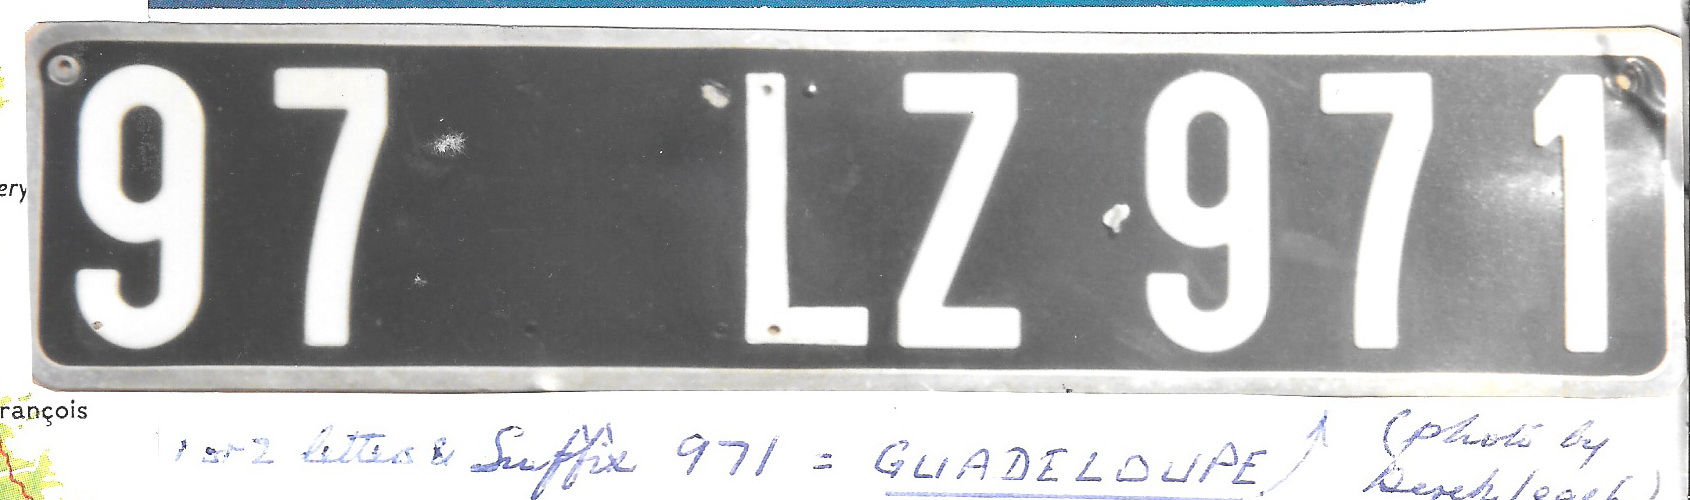 97 LZ 971
ery
rançois
1 or 2 letters & Suffix 971 = GUADELOUPE
(photo by
Derek